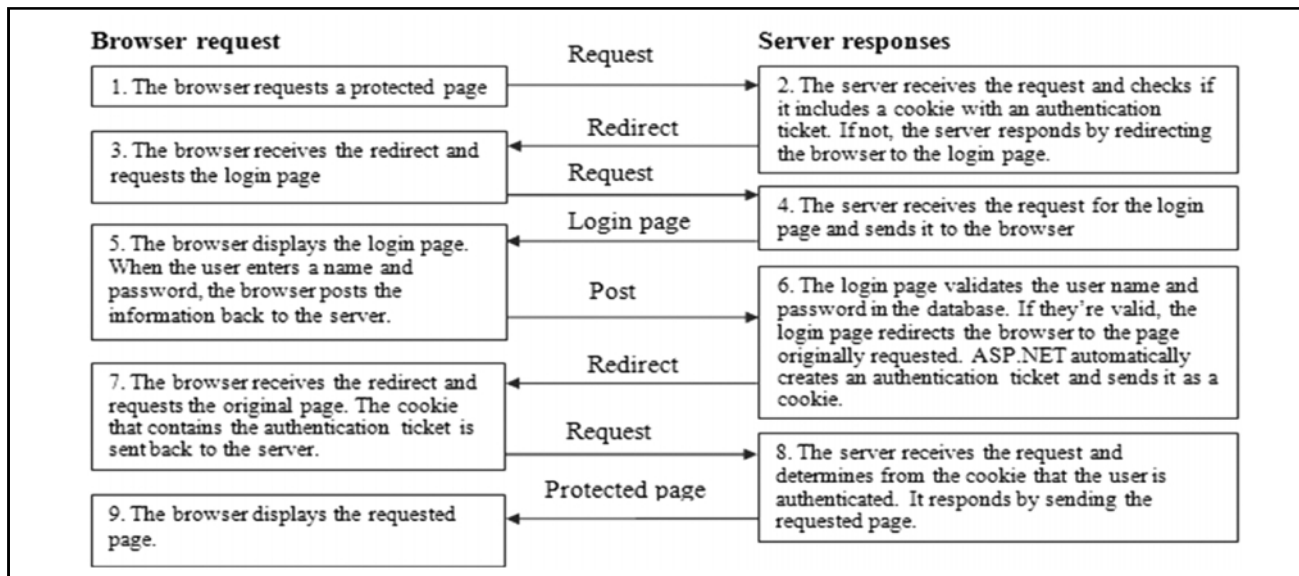 Browser request
Server responses
Request
1. The browser requests a protected page
2. The server receives the request and checks if
it includes a cookie with an authentication
ticket. If not, the server responds by redirecting
the browser to the login page.
Redirect
3. The browser receives the redirect and
requests the login page
Request
4. The server receives the request for the login
page and sends it to the browser
Login page
5. The browser displays the login page.
When the user enters a name and
password, the browser posts the
information back to the server.
Post
6. The login page validates the user name and
password in the database. If they're valid, the
login page redirects the browser to the page
originally requested. ASP.NET automatically
creates an authentication ticket and sends it as a
cookie.
Redirect
7. The browser receives the redirect and
requests the original page. The cookie
that contains the authentication ticket is
sent back to the server.
Request
8. The server receives the request and
determines from the cookie that the user is
authenticated. It responds by sending the
requested page.
Protected page
9. The browser displays the requested
page.